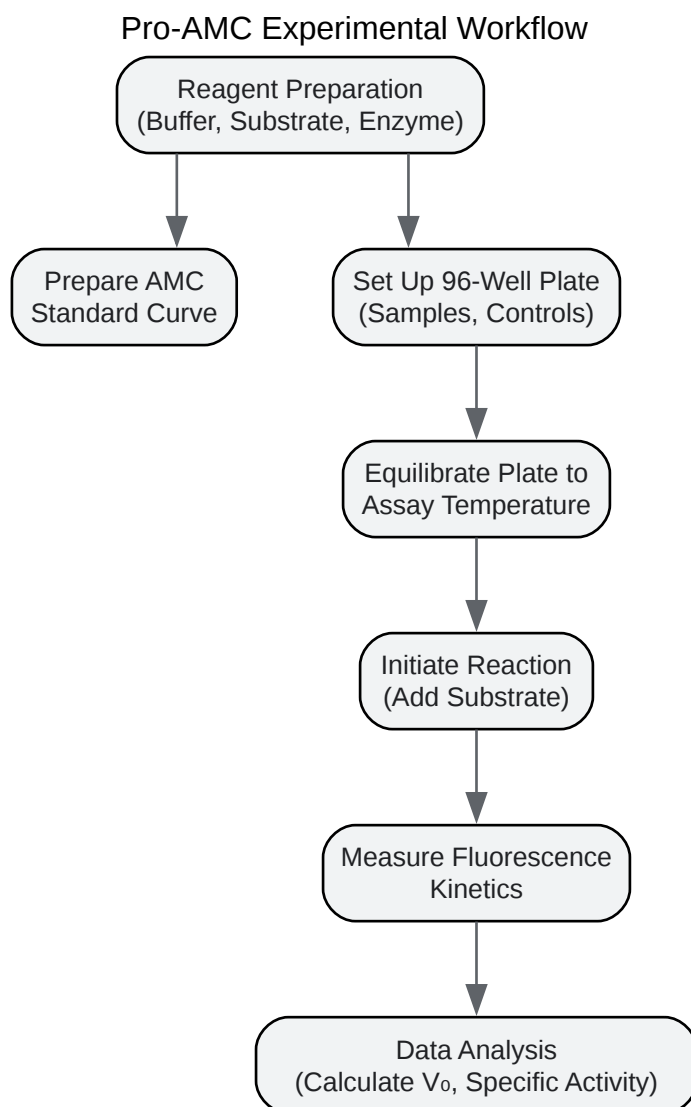 Pro-AMC Experimental Workflow
Reagent Preparation
(Buffer, Substrate, Enzyme)
Prepare AMC
Standard Curve
Set Up 96-Well Plate
(Samples, Controls)
Equilibrate Plate to
Assay Temperature
Initiate Reaction
(Add Substrate)
Measure Fluorescence
Kinetics
Data Analysis
(Calculate V₀, Specific Activity)